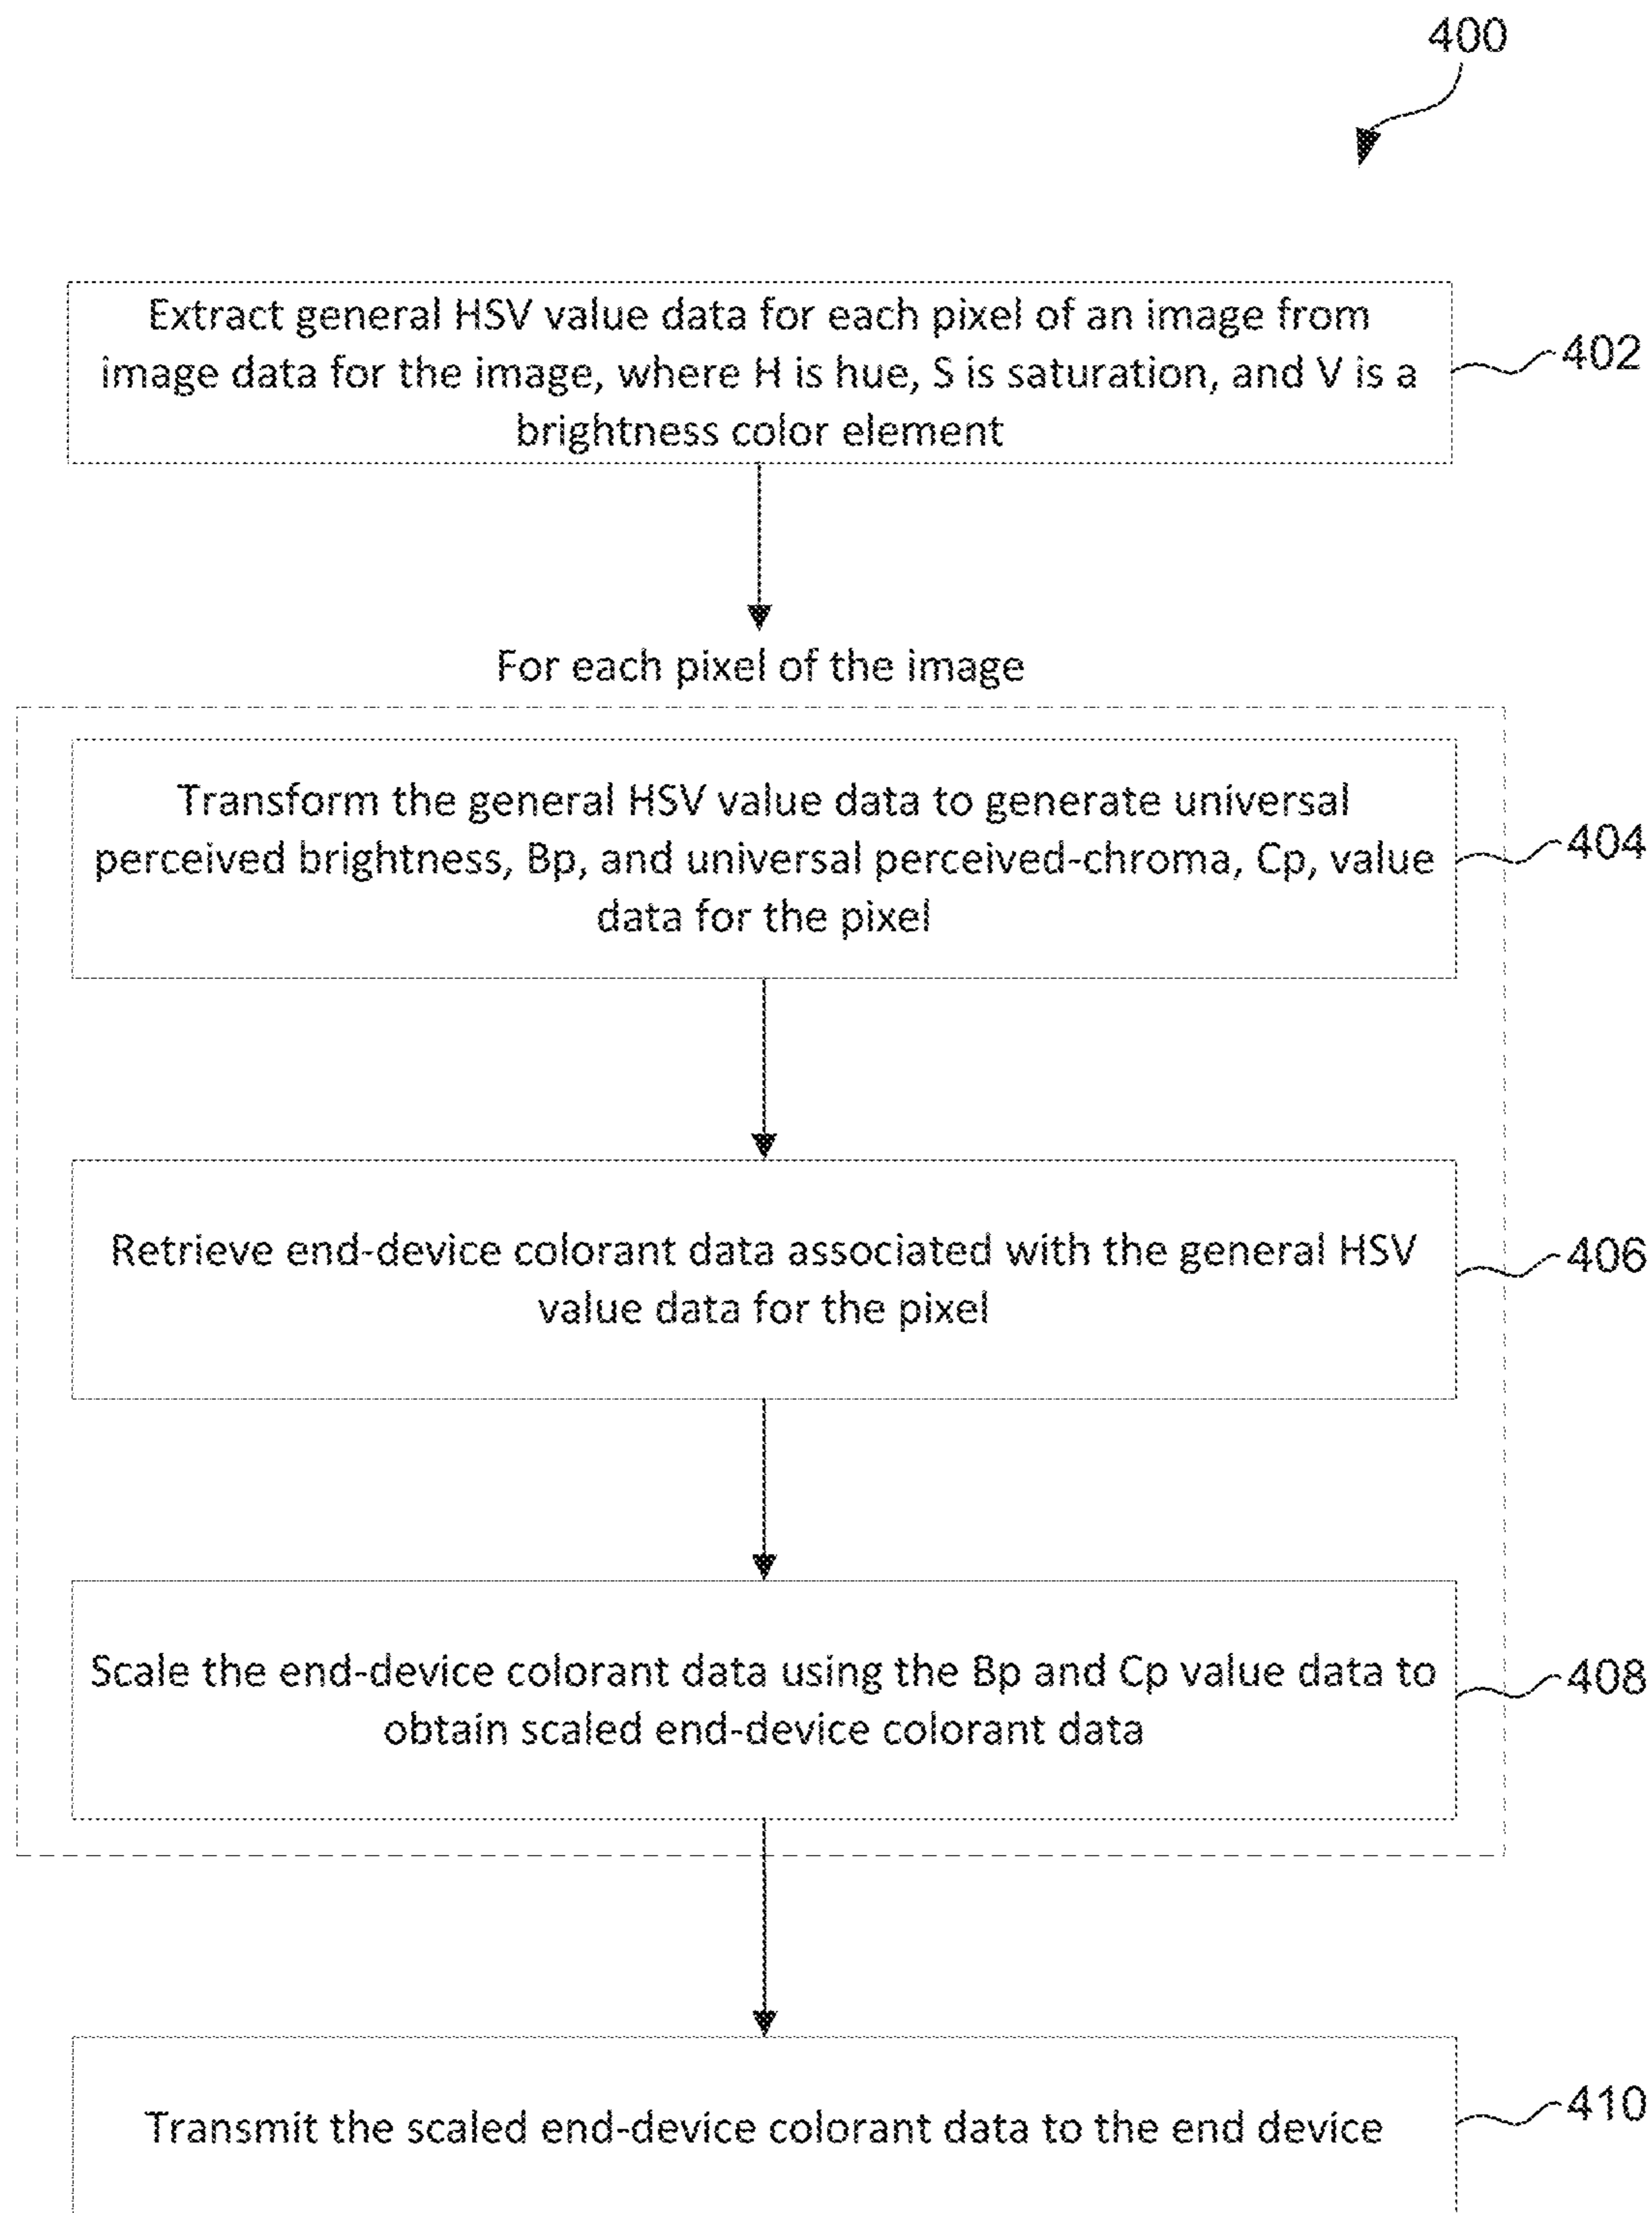 400
Extract general HSV value data for each pixel of an image from
image data for the image, where H is hue, S is saturation, and V is a
brightness color element
402
For each pixel of the image
Transform the general HSV value data to generate universal
perceived brightness, Bp, and universal perceived-chroma, Cp, value
data for the pixel
404
Retrieve end-device colorant data associated with the general HSV
value data for the pixel
406
Scale the end-device colorant data using the Bp and Cp value data to
obtain scaled end-device colorant data
408
Transmit the scaled end-device colorant data to the end device
410